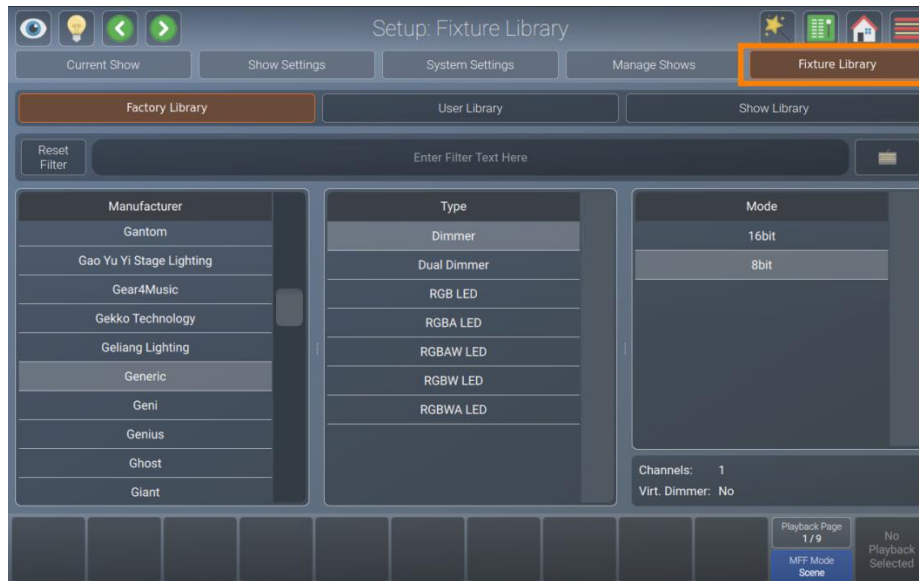 Setup: Fixture Library
Current Show
Show Settings
System Settings
Manage Shows
Fixture Library
Factory Library
User Library
Show Library
Reset
Filter
Enter Filter Text Here
Manufacturer
Gantom
Gao Yu Yi Stage Lighting
Gear4Music
Gekko Technology
Geliang Lighting
Generic
Geni
Genius
Ghost
Giant
Type
Dimmer
Dual Dimmer
RGB LED
RGBA LED
RGBAW LED
RGBW LED
RGBWA LED
Mode
16bit
8bit
Channels: 1
Virt. Dimmer: No
Playback Page
1/9
MFF Mode
Scene
No
Playback
Selected